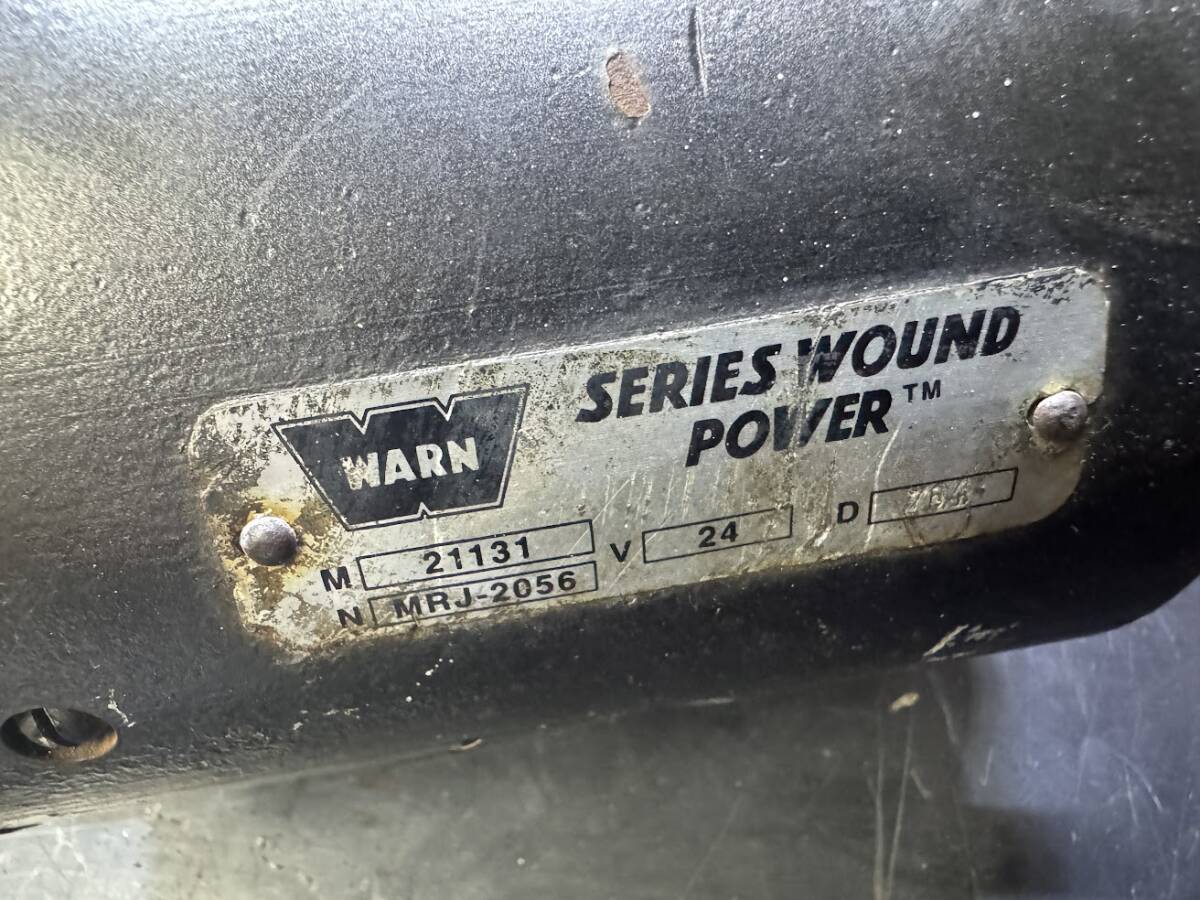 WARN
SERIES WOUND
POWER™
M 21131
V 24
D
N MRJ-2056